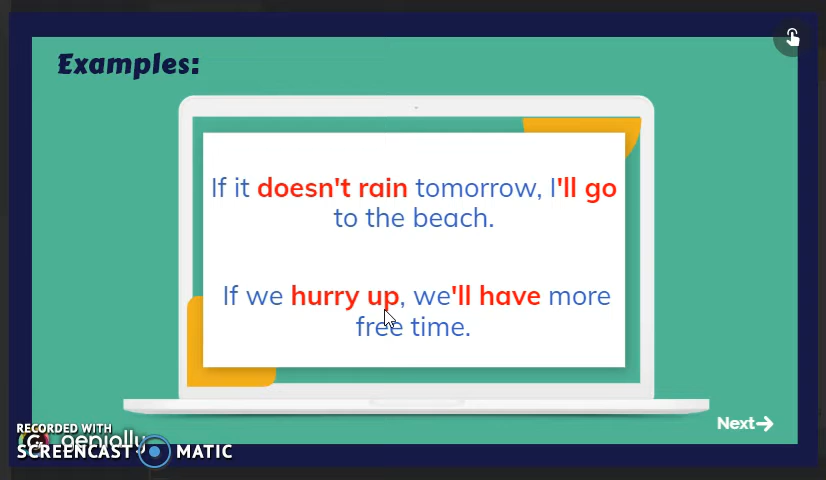 Examples:
If it doesn't rain tomorrow, I'll go
to the beach.
If we hurry up, we'll have more
free time.
Next
RECORDED WITH
genially
SCREENCAST MATIC